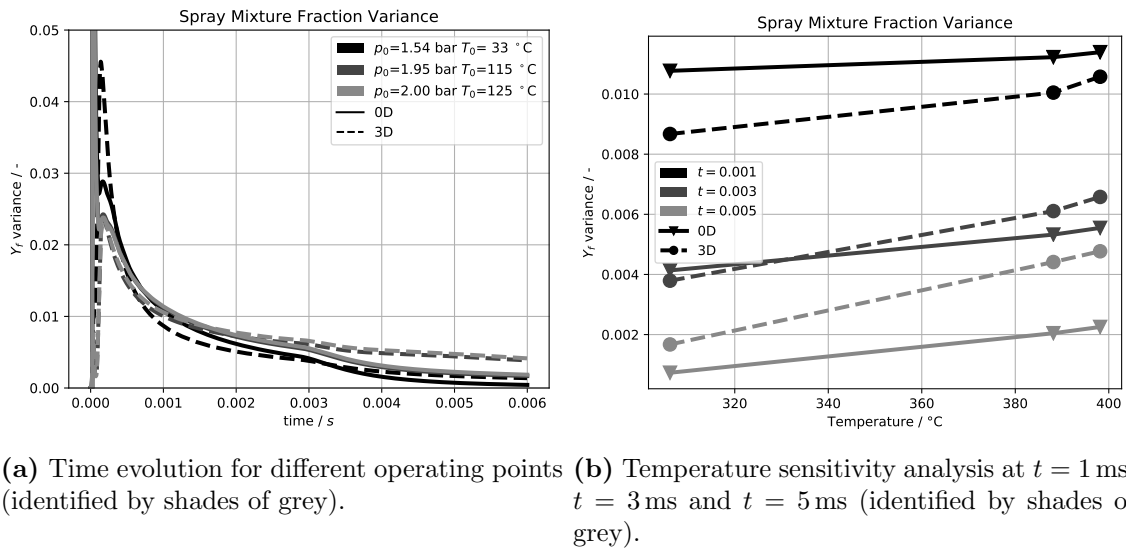 Spray Mixture Fraction Variance
0.05
0.04
0.03
0.02
0.01
0.00
Y_f variance / -
p_0=1.54 bar T_0= 33 °C
p_0=1.95 bar T_0=115 °C
p_0=2.00 bar T_0=125 °C
0D
3D
0.000 0.001 0.002 0.003 0.004 0.005 0.006
time / s
Spray Mixture Fraction Variance
0.010
0.008
0.006
0.004
0.002
Y_f variance / -
t = 0.001
t = 0.003
t = 0.005
0D
3D
320 340 360 380 400
Temperature / °C
(a) Time evolution for different operating points
(identified by shades of grey).
(b) Temperature sensitivity analysis at t = 1 ms
t = 3 ms and t = 5 ms (identified by shades o
grey).